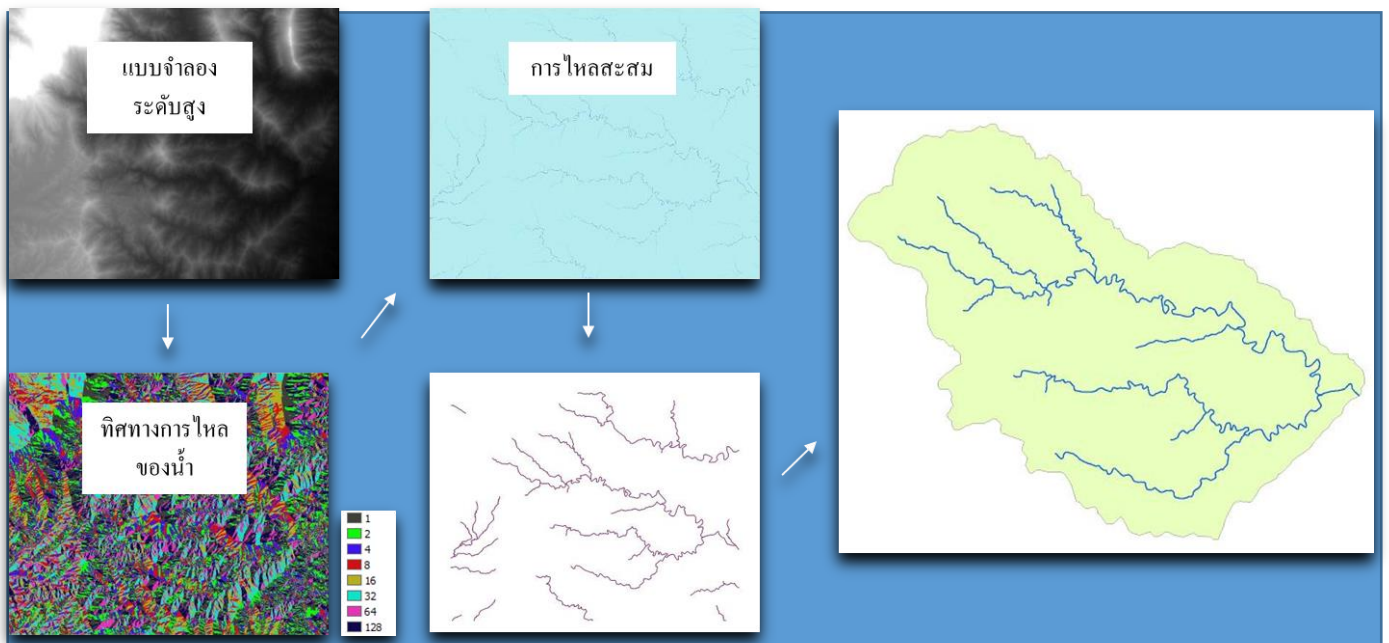 แบบจำลอง
ระดับสูง
การไหลสะสม
ทิศทางการไหล
ของน้ำ
1
2
4
8
16
32
64
128